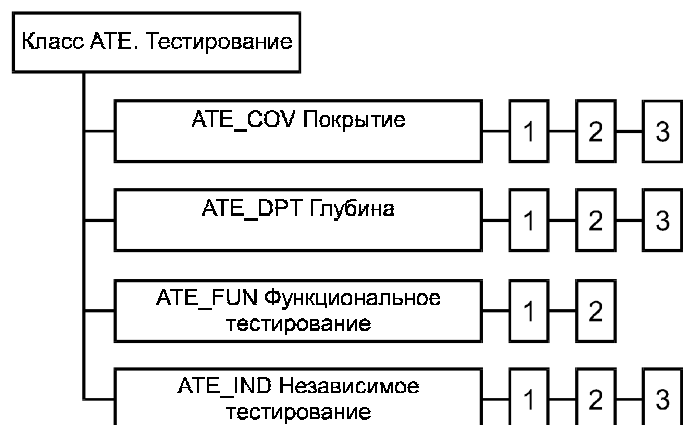 Класс ATE. Тестирование
ATE_COV Покрытие
1 2 3
ATE_DPT Глубина
1 2 3
ATE_FUN Функциональное
тестирование
1 2
ATE_IND Независимое
тестирование
1 2 3